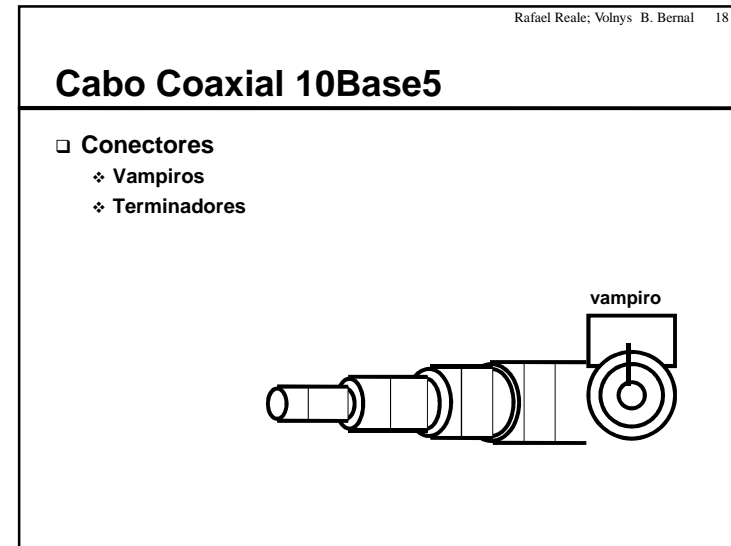 Rafael Reale; Volnys B. Bernal 18
Cabo Coaxial 10Base5
❑ Conectores
❖ Vampiros
❖ Terminadores
vampiro